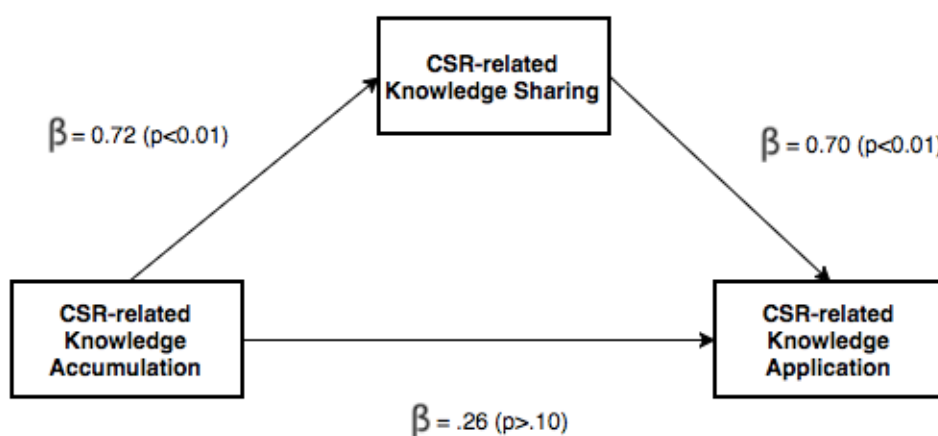 CSR-related
Knowledge Sharing
β = 0.72 (p<0.01)
β = 0.70 (p<0.01)
CSR-related
Knowledge
Accumulation
CSR-related
Knowledge
Application
β = .26 (p>.10)